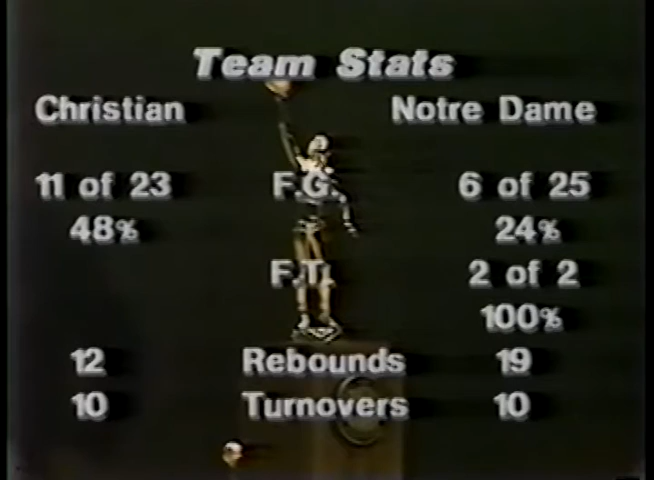 Team Stats
Christian Notre Dame
11 of 23 F.G. 6 of 25
48% 24%
F.T. 2 of 2
100%
12 Rebounds 19
10 Turnovers 10